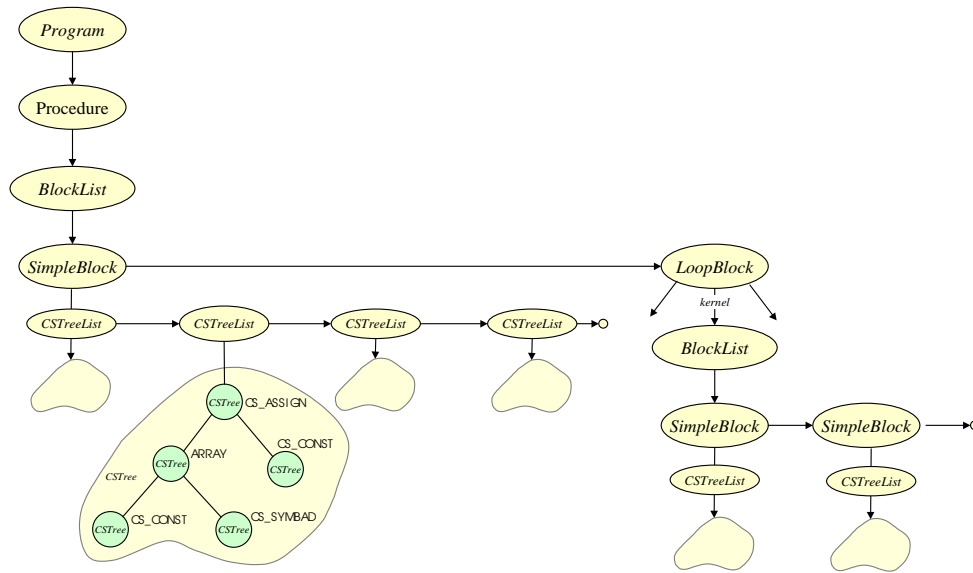 Program
Procedure
BlockList
SimpleBlock
LoopBlock
kernel
CSTreeList
CSTreeList
CSTreeList
CSTreeList
BlockList
CSTree
CS_ASSIGN
SimpleBlock
SimpleBlock
ARRAY
CS_CONST
CSTree
CSTree
CSTree
CSTree
CSTreeList
CSTreeList
CS_CONST
CS_SYMBAD
CSTree
CSTree